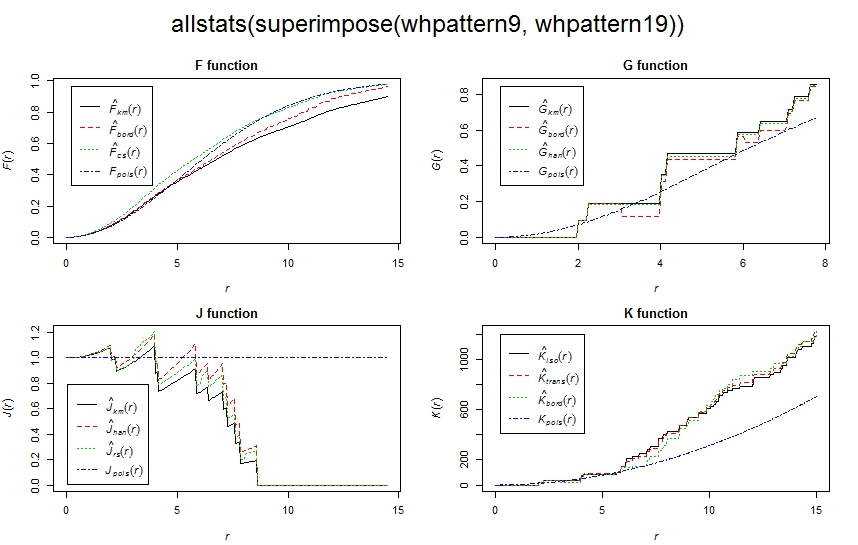 allstats(superimpose(whpattern9, whpattern19))
F function
F(r)
1.0
0.8
0.6
0.4
0.2
0.0
F̂km(r)
F̂bord(r)
F̂cs(r)
Fpois(r)
0 5 10 15
r
G function
G(r)
0.8
0.6
0.4
0.2
0.0
Ĝkm(r)
Ĝbord(r)
Ĝhan(r)
Gpois(r)
0 2 4 6 8
r
J function
J(r)
1.2
1.0
0.8
0.6
0.4
0.2
0.0
Ĵkm(r)
Ĵhan(r)
Ĵrs(r)
Jpois(r)
0 5 10 15
r
K function
K(r)
1000
600
200
0
K̂iso(r)
K̂trans(r)
K̂bord(r)
Kpois(r)
0 5 10 15
r